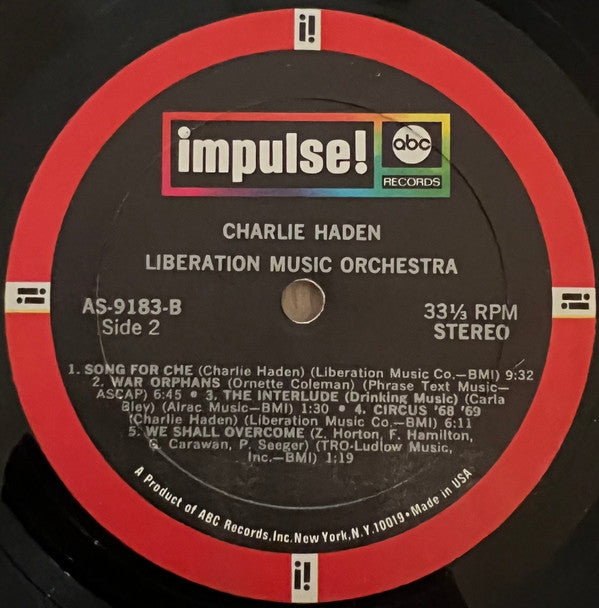 i!
impulse!
abc
RECORDS
CHARLIE HADEN
LIBERATION MUSIC ORCHESTRA
i!
i!
AS-9183-B
33⅓ RPM
Side 2
STEREO
1. SONG FOR CHE (Charlie Haden) (Liberation Music Co.—BMI) 9:32
2. WAR ORPHANS (Ornette Coleman) (Phrase Text Music—
ASCAP) 6:45 • 3. THE INTERLUDE (Drinking Music) (Carla
Bley) (Alrac Music—BMI) 1:30 • 4. CIRCUS '68 '69
(Charlie Haden) (Liberation Music Co.—BMI) 6:11
5. WE SHALL OVERCOME (Z. Horton, F. Hamilton,
G. Carawan, P. Seeger) (TRO-Ludlow Music,
Inc.—BMI) 1:19
A Product of ABC Records, Inc. New York, N.Y. 10019 • Made in USA
i!